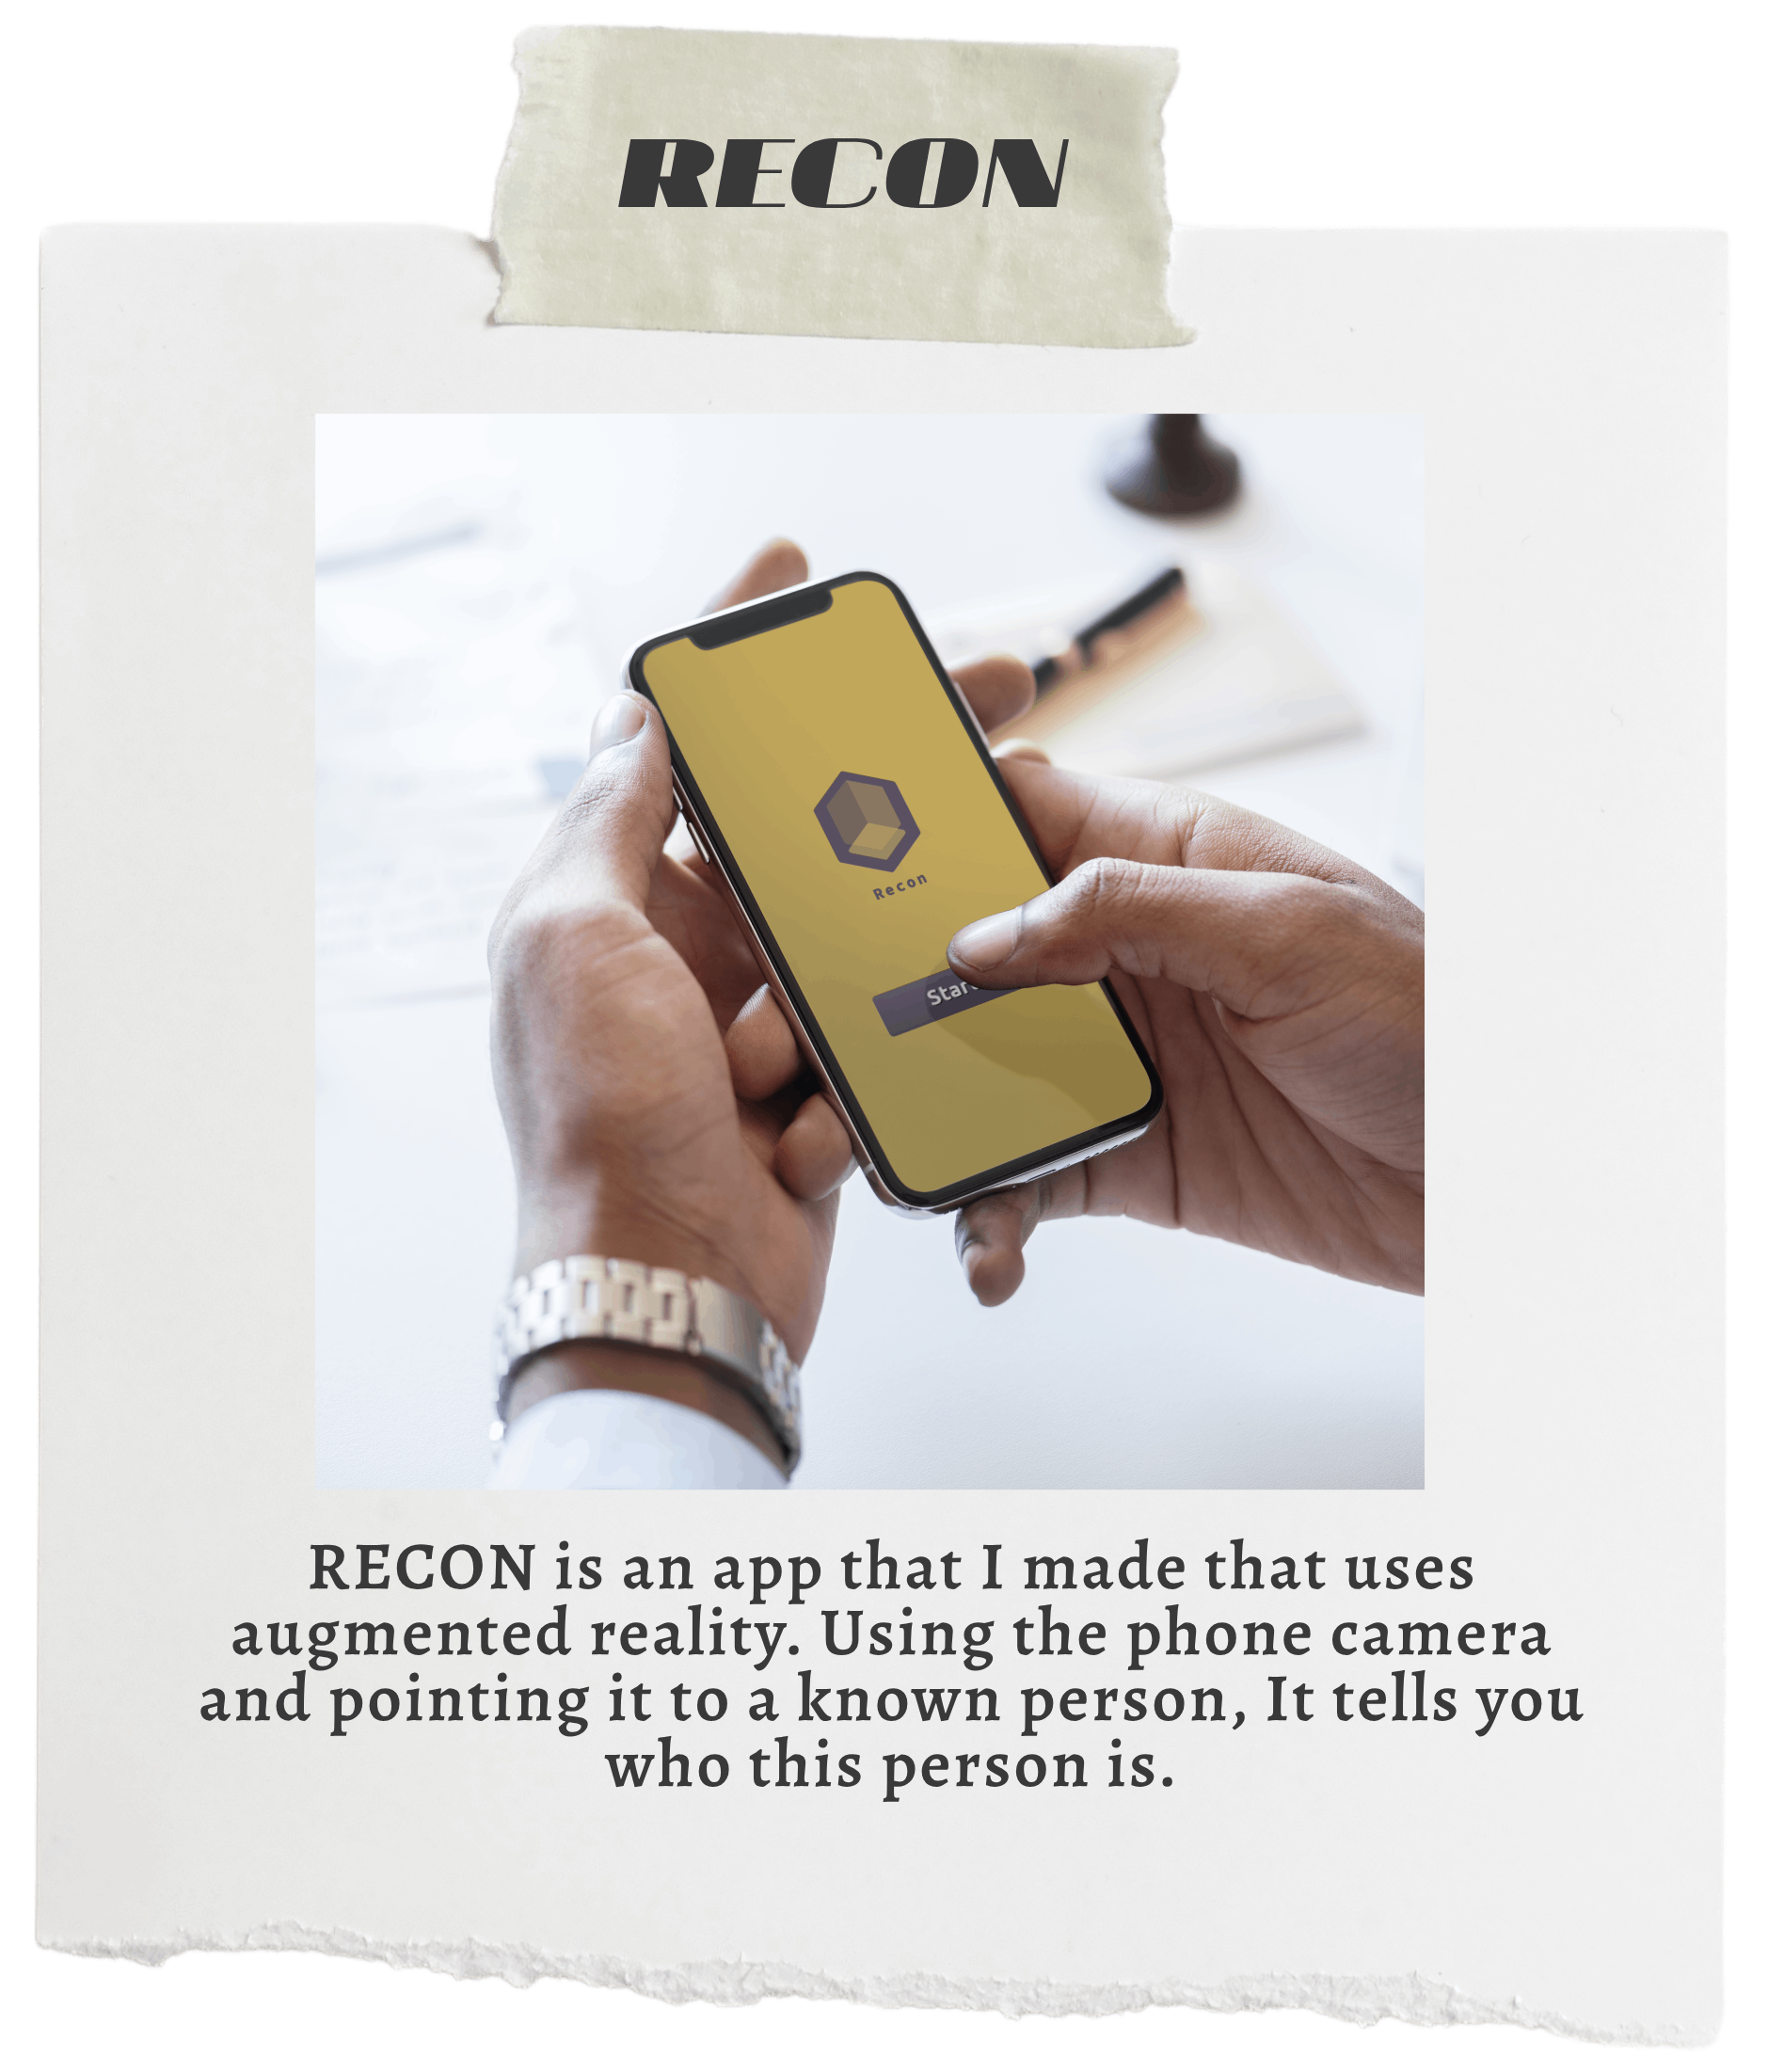 RECON
Recon
RECON is an app that I made that uses
augmented reality. Using the phone camera
and pointing it to a known person, It tells you
who this person is.